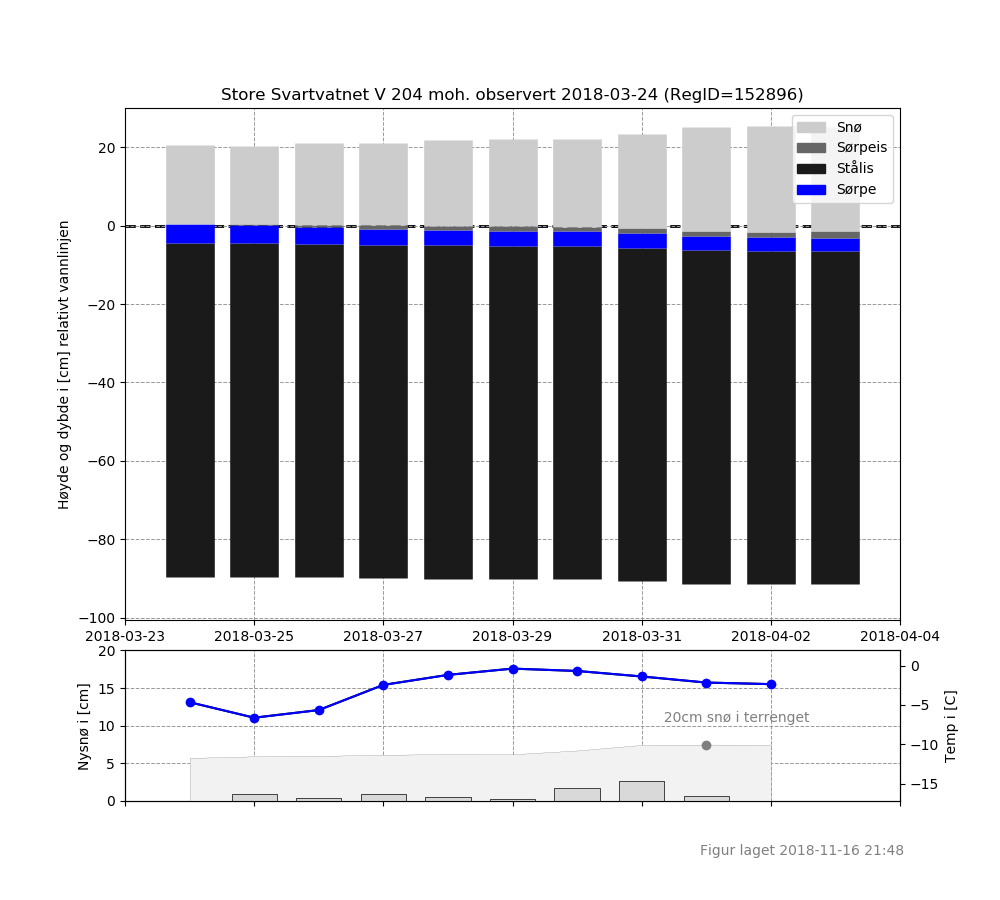 Store Svartvatnet V 204 moh. observert 2018-03-24 (RegID=152896)
Høyde og dybde i [cm] relativt vannlinjen
20
0
−20
−40
−60
−80
−100
Snø
Sørpeis
Stålis
Sørpe
2018-03-23 2018-03-25 2018-03-27 2018-03-29 2018-03-31 2018-04-02 2018-04-04
Nysnø i [cm]
20
15
10
5
0
20cm snø i terrenget
0
−5
−10
−15
Temp i [C]
Figur laget 2018-11-16 21:48